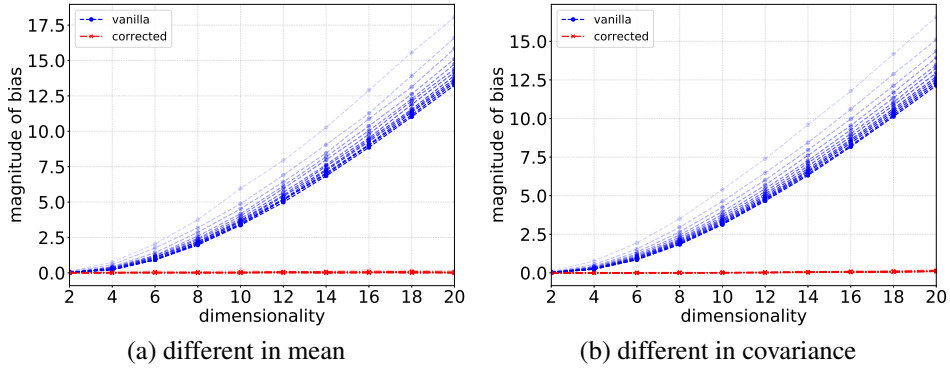 17.5
15.0
12.5
10.0
7.5
5.0
2.5
0.0
magnitude of bias
vanilla
corrected
2 4 6 8 10 12 14 16 18 20
dimensionality
(a) different in mean
15.0
12.5
10.0
7.5
5.0
2.5
0.0
magnitude of bias
vanilla
corrected
2 4 6 8 10 12 14 16 18 20
dimensionality
(b) different in covariance